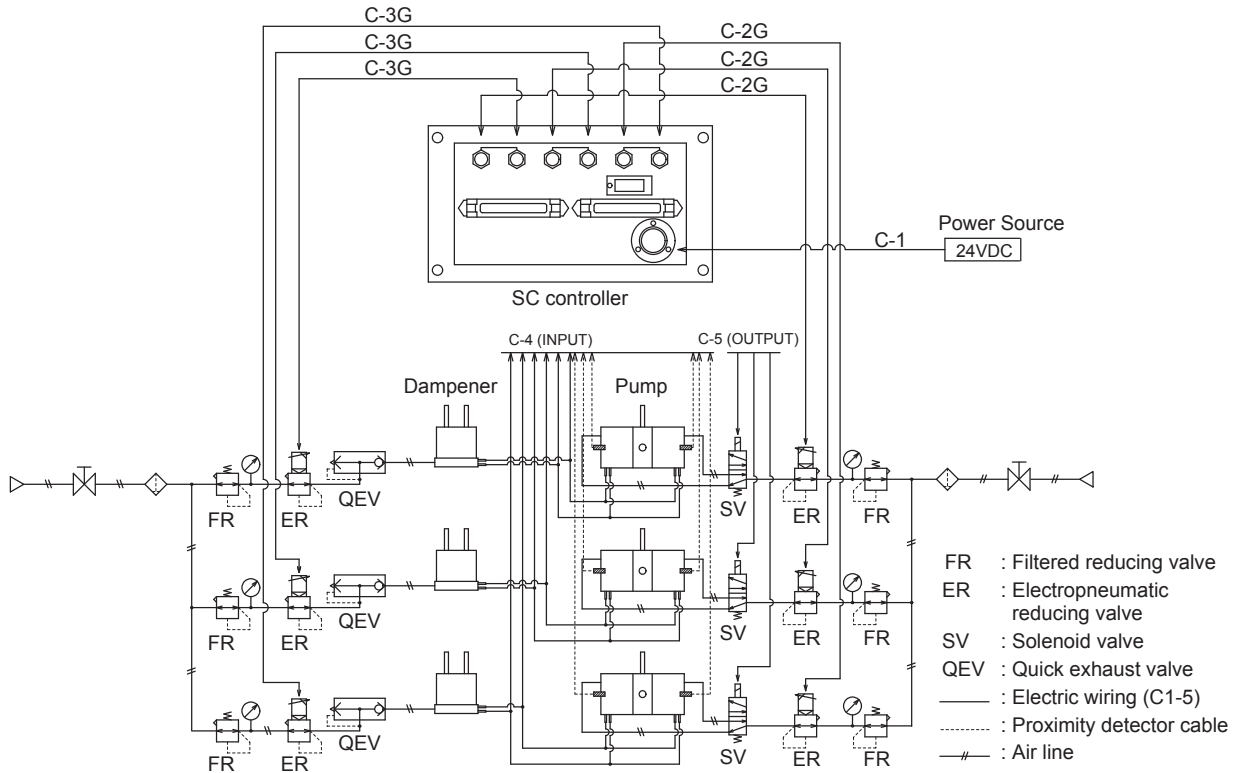 C-3G
C-2G
C-3G
C-2G
C-3G
C-2G
Power Source
C-1
24VDC
SC controller
C-4 (INPUT)
C-5 (OUTPUT)
Dampener
Pump
FR
ER
QEV
SV
ER
FR
FR
ER
QEV
SV
ER
FR
FR
ER
QEV
SV
ER
FR
FR : Filtered reducing valve
ER : Electropneumatic
reducing valve
SV : Solenoid valve
QEV : Quick exhaust valve
: Electric wiring (C1-5)
: Proximity detector cable
: Air line